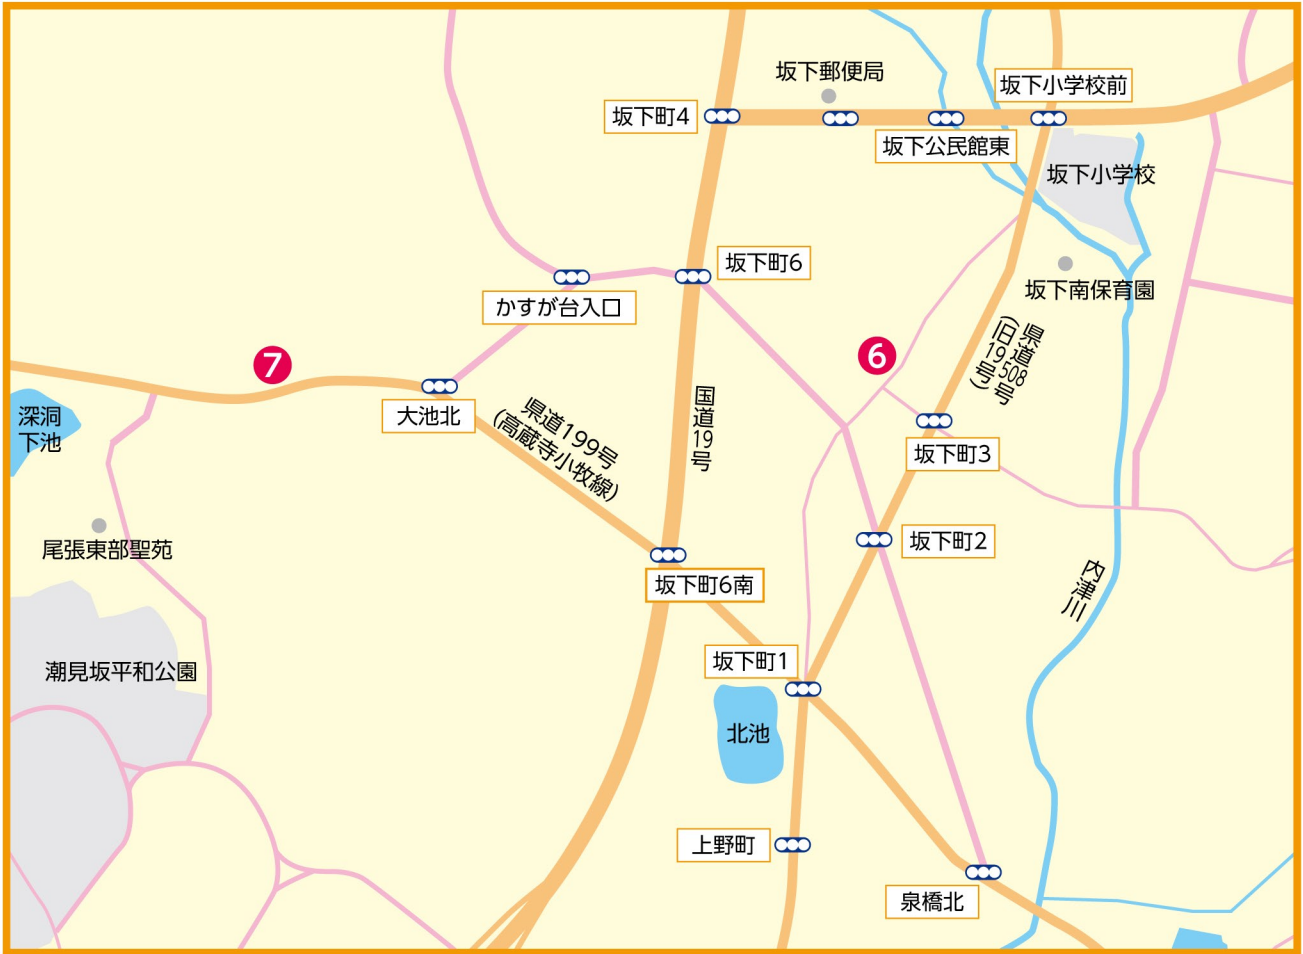 坂下郵便局
坂下小学校前
坂下町4
坂下公民館東
坂下小学校
坂下町6
坂下南保育園
かすが台入口
県道508号
(旧19号)
6
7
国道19号
大池北
県道199号
(高蔵寺小牧線)
深洞
下池
坂下町3
尾張東部聖苑
坂下町2
坂下町6南
内津川
坂下町1
潮見坂平和公園
北池
上野町
泉橋北